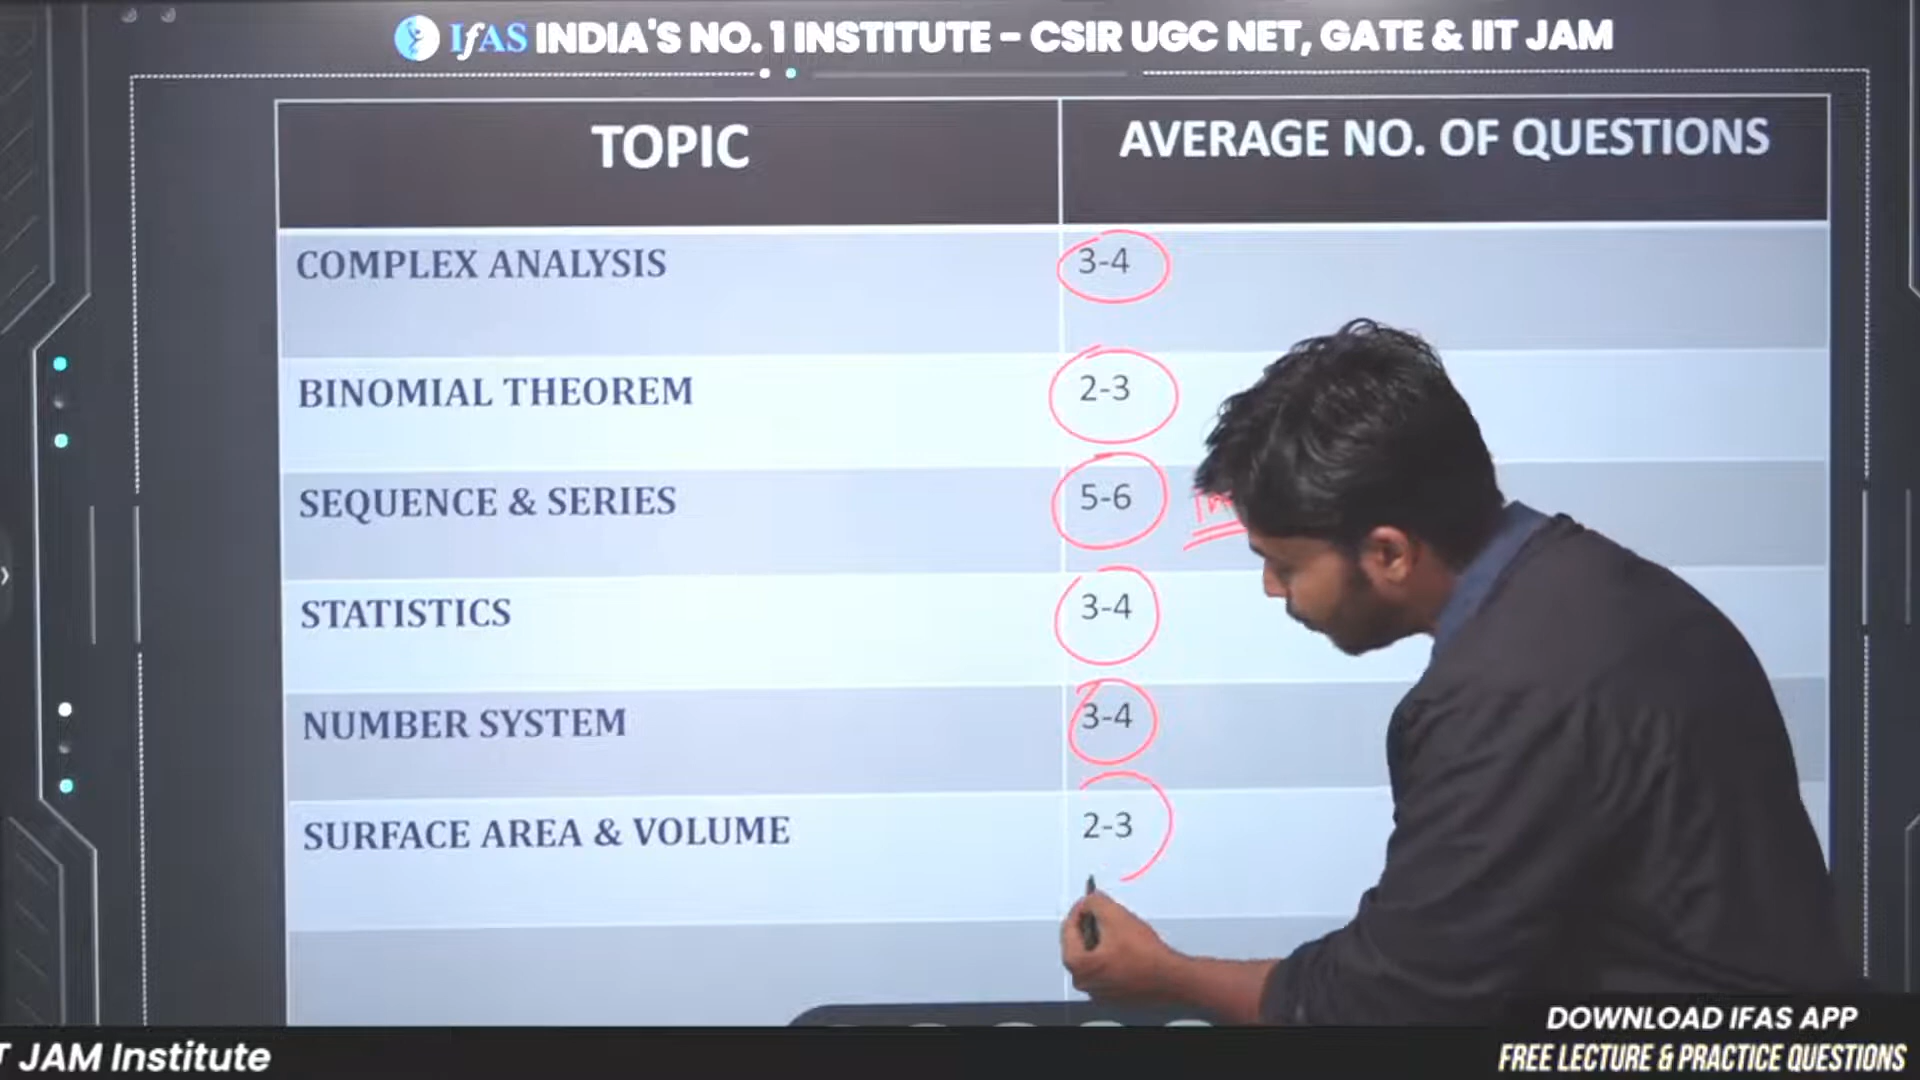 IfAS INDIA'S NO. 1 INSTITUTE - CSIR UGC NET, GATE & IIT JAM
TOPIC AVERAGE NO. OF QUESTIONS
COMPLEX ANALYSIS 3-4
BINOMIAL THEOREM 2-3
SEQUENCE & SERIES 5-6
STATISTICS 3-4
NUMBER SYSTEM 3-4
SURFACE AREA & VOLUME 2-3
DOWNLOAD IFAS APP
T JAM Institute
FREE LECTURE & PRACTICE QUESTIONS